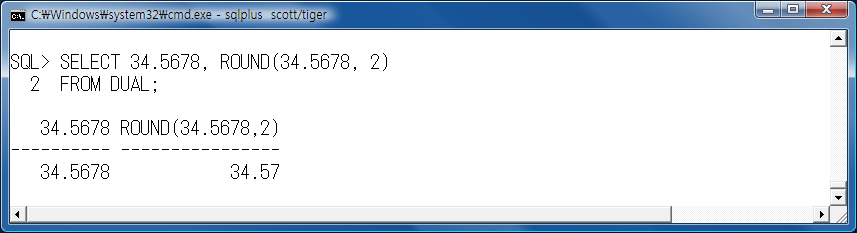 C:₩Windows₩system32₩cmd.exe - sqlplus  scott/tiger
SQL> SELECT 34.5678, ROUND(34.5678, 2)
  2  FROM DUAL;
   34.5678 ROUND(34.5678,2)
---------- ----------------
   34.5678            34.57